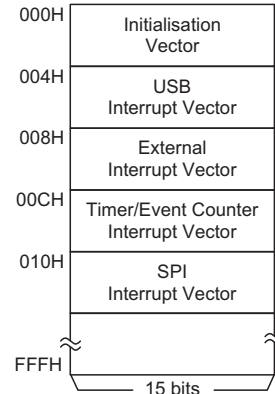 000H
Initialisation
Vector
004H
USB
Interrupt Vector
008H
External
Interrupt Vector
00CH
Timer/Event Counter
Interrupt Vector
010H
SPI
Interrupt Vector
FFFH
15 bits